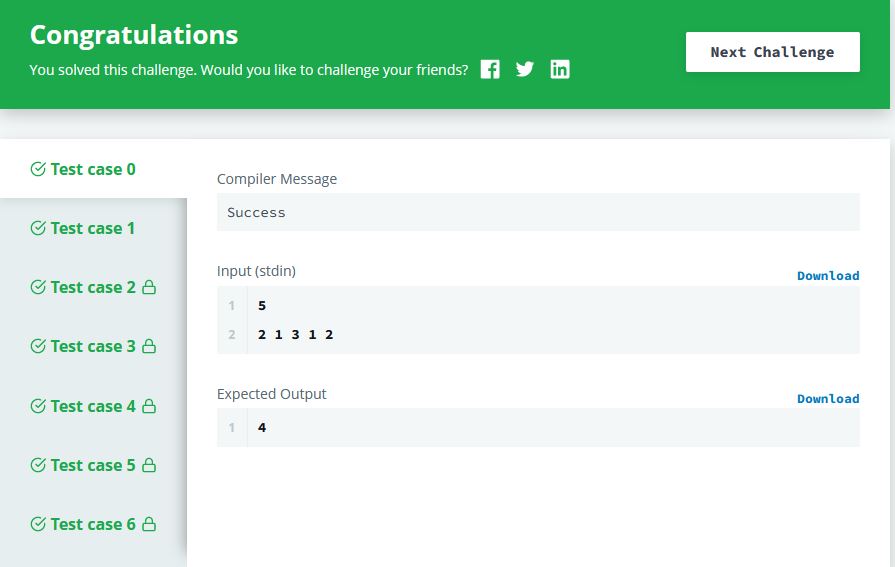 Congratulations
You solved this challenge. Would you like to challenge your friends?
Next Challenge
Test case 0
Test case 1
Test case 2
Test case 3
Test case 4
Test case 5
Test case 6
Compiler Message
Success
Input (stdin)
Download
1 5
2 2 1 3 1 2
Expected Output
Download
1 4